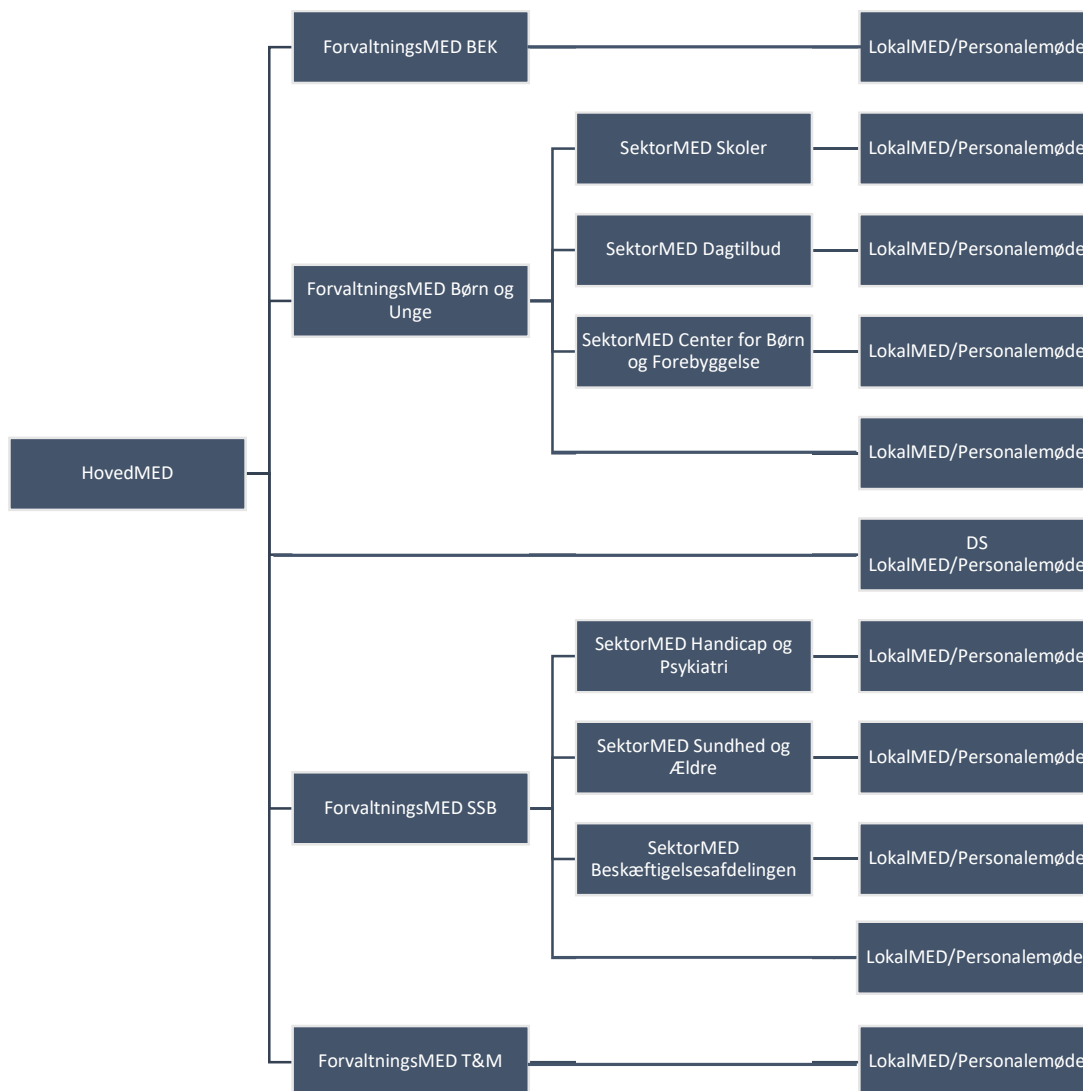 ForvaltningsMED BEK
LokalMED/Personalemøde
SektorMED Skoler
LokalMED/Personalemøde
SektorMED Dagtilbud
LokalMED/Personalemøde
ForvaltningsMED Børn og
Unge
SektorMED Center for Børn
og Forebyggelse
LokalMED/Personalemøde
LokalMED/Personalemøde
HovedMED
DS
LokalMED/Personalemøde
SektorMED Handicap og
Psykiatri
LokalMED/Personalemøde
SektorMED Sundhed og
Ældre
LokalMED/Personalemøde
ForvaltningsMED SSB
SektorMED
Beskæftigelsesafdelingen
LokalMED/Personalemøde
LokalMED/Personalemøde
ForvaltningsMED T&M
LokalMED/Personalemøde